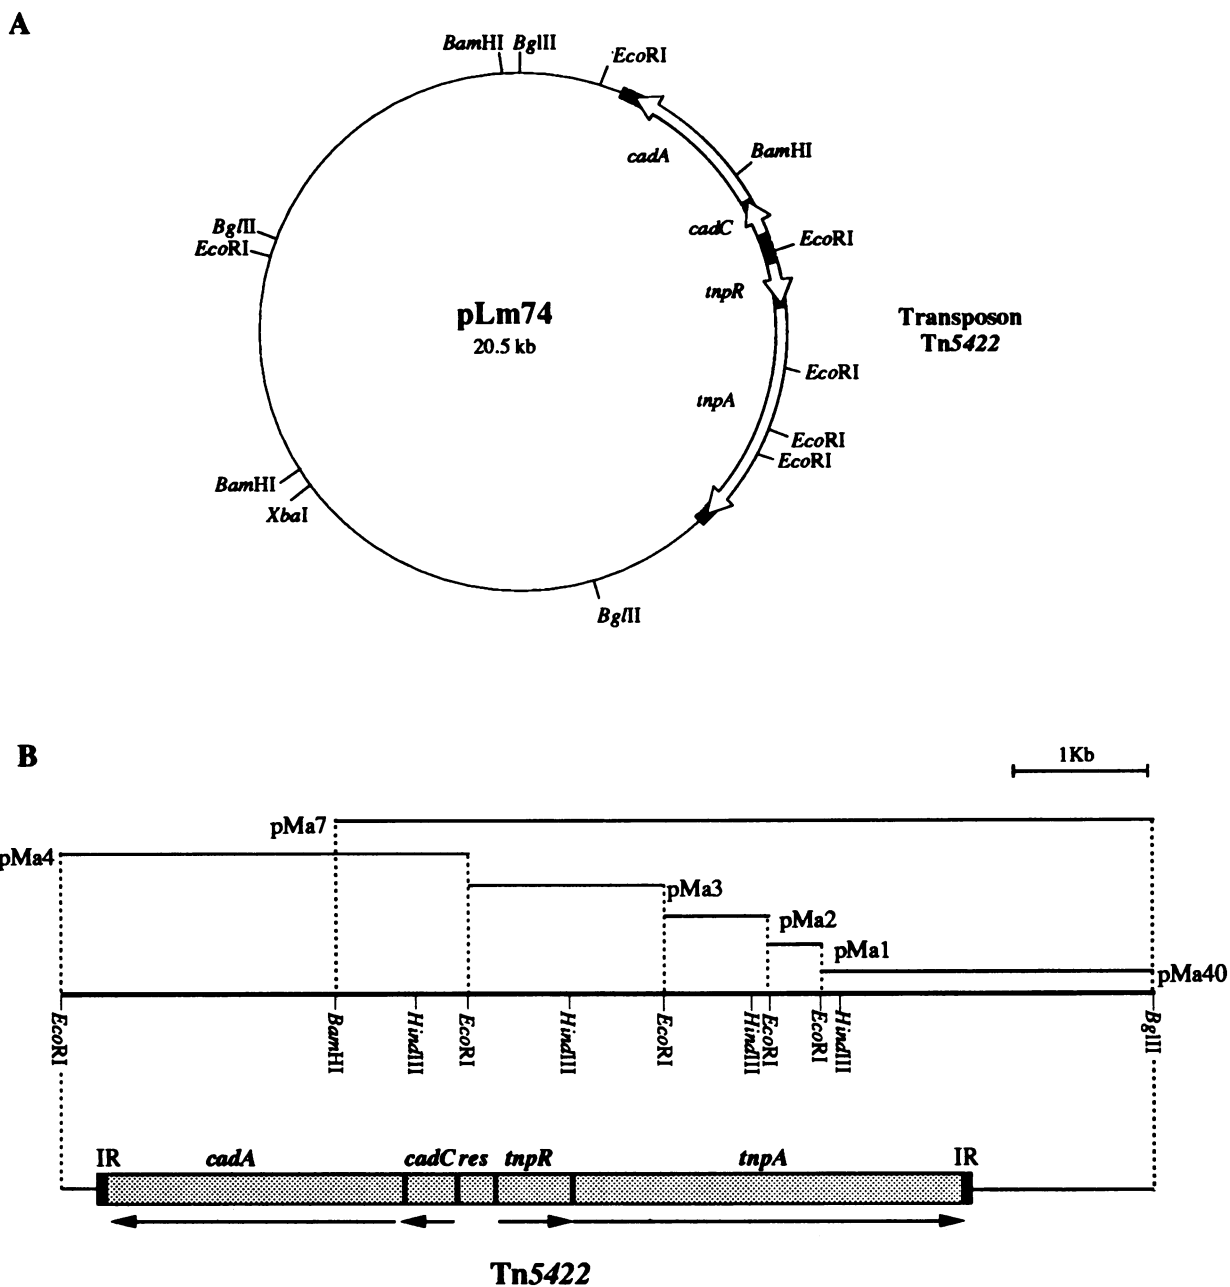 A
BamHI BglII
EcoRI
cadA
BamHI
BglII
EcoRI
cadC
EcoRI
tnpR
pLm74
20.5 kb
Transposon
Tn5422
EcoRI
tnpA
EcoRI
EcoRI
BamHI
XbaI
BglII
B
1Kb
pMa7
pMa4
pMa3
pMa2
pMa1
pMa40
EcoRI
BamHI
HindIII
EcoRI
HindIII
EcoRI
HindIII
EcoRI
EcoRI
HindIII
BglII
IR cadA cadC res tnpR tnpA IR
Tn5422